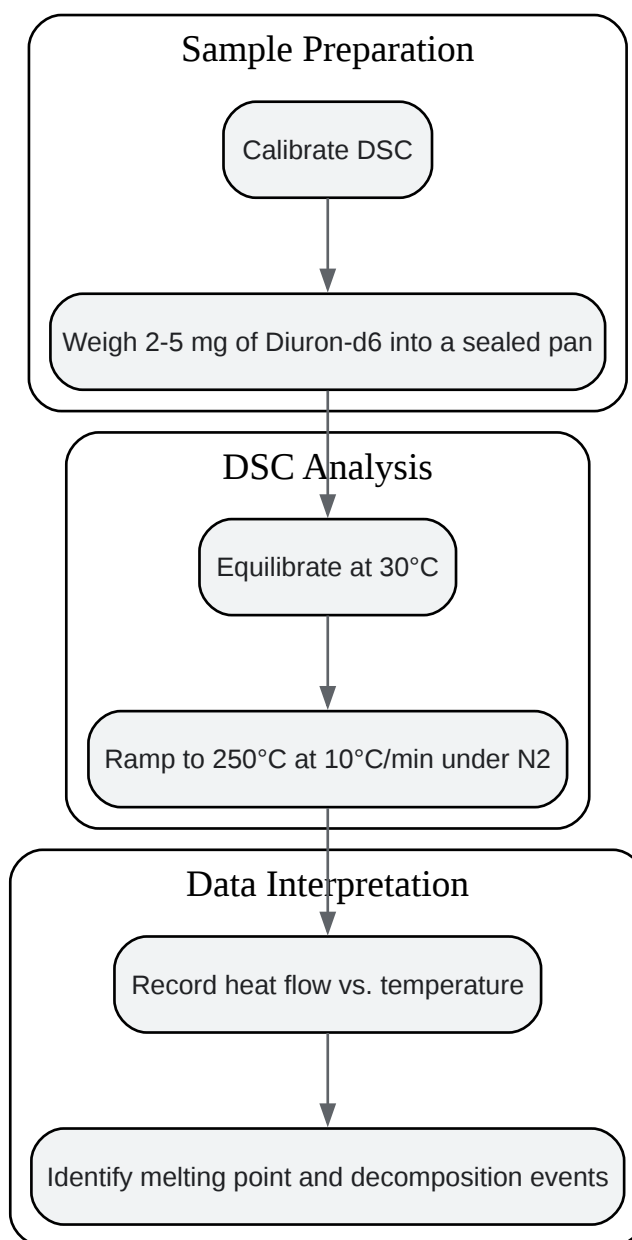 Sample Preparation
Calibrate DSC
Weigh 2-5 mg of Diuron-d6 into a sealed pan
DSC Analysis
Equilibrate at 30°C
Ramp to 250°C at 10°C/min under N2
Data Interpretation
Record heat flow vs. temperature
Identify melting point and decomposition events